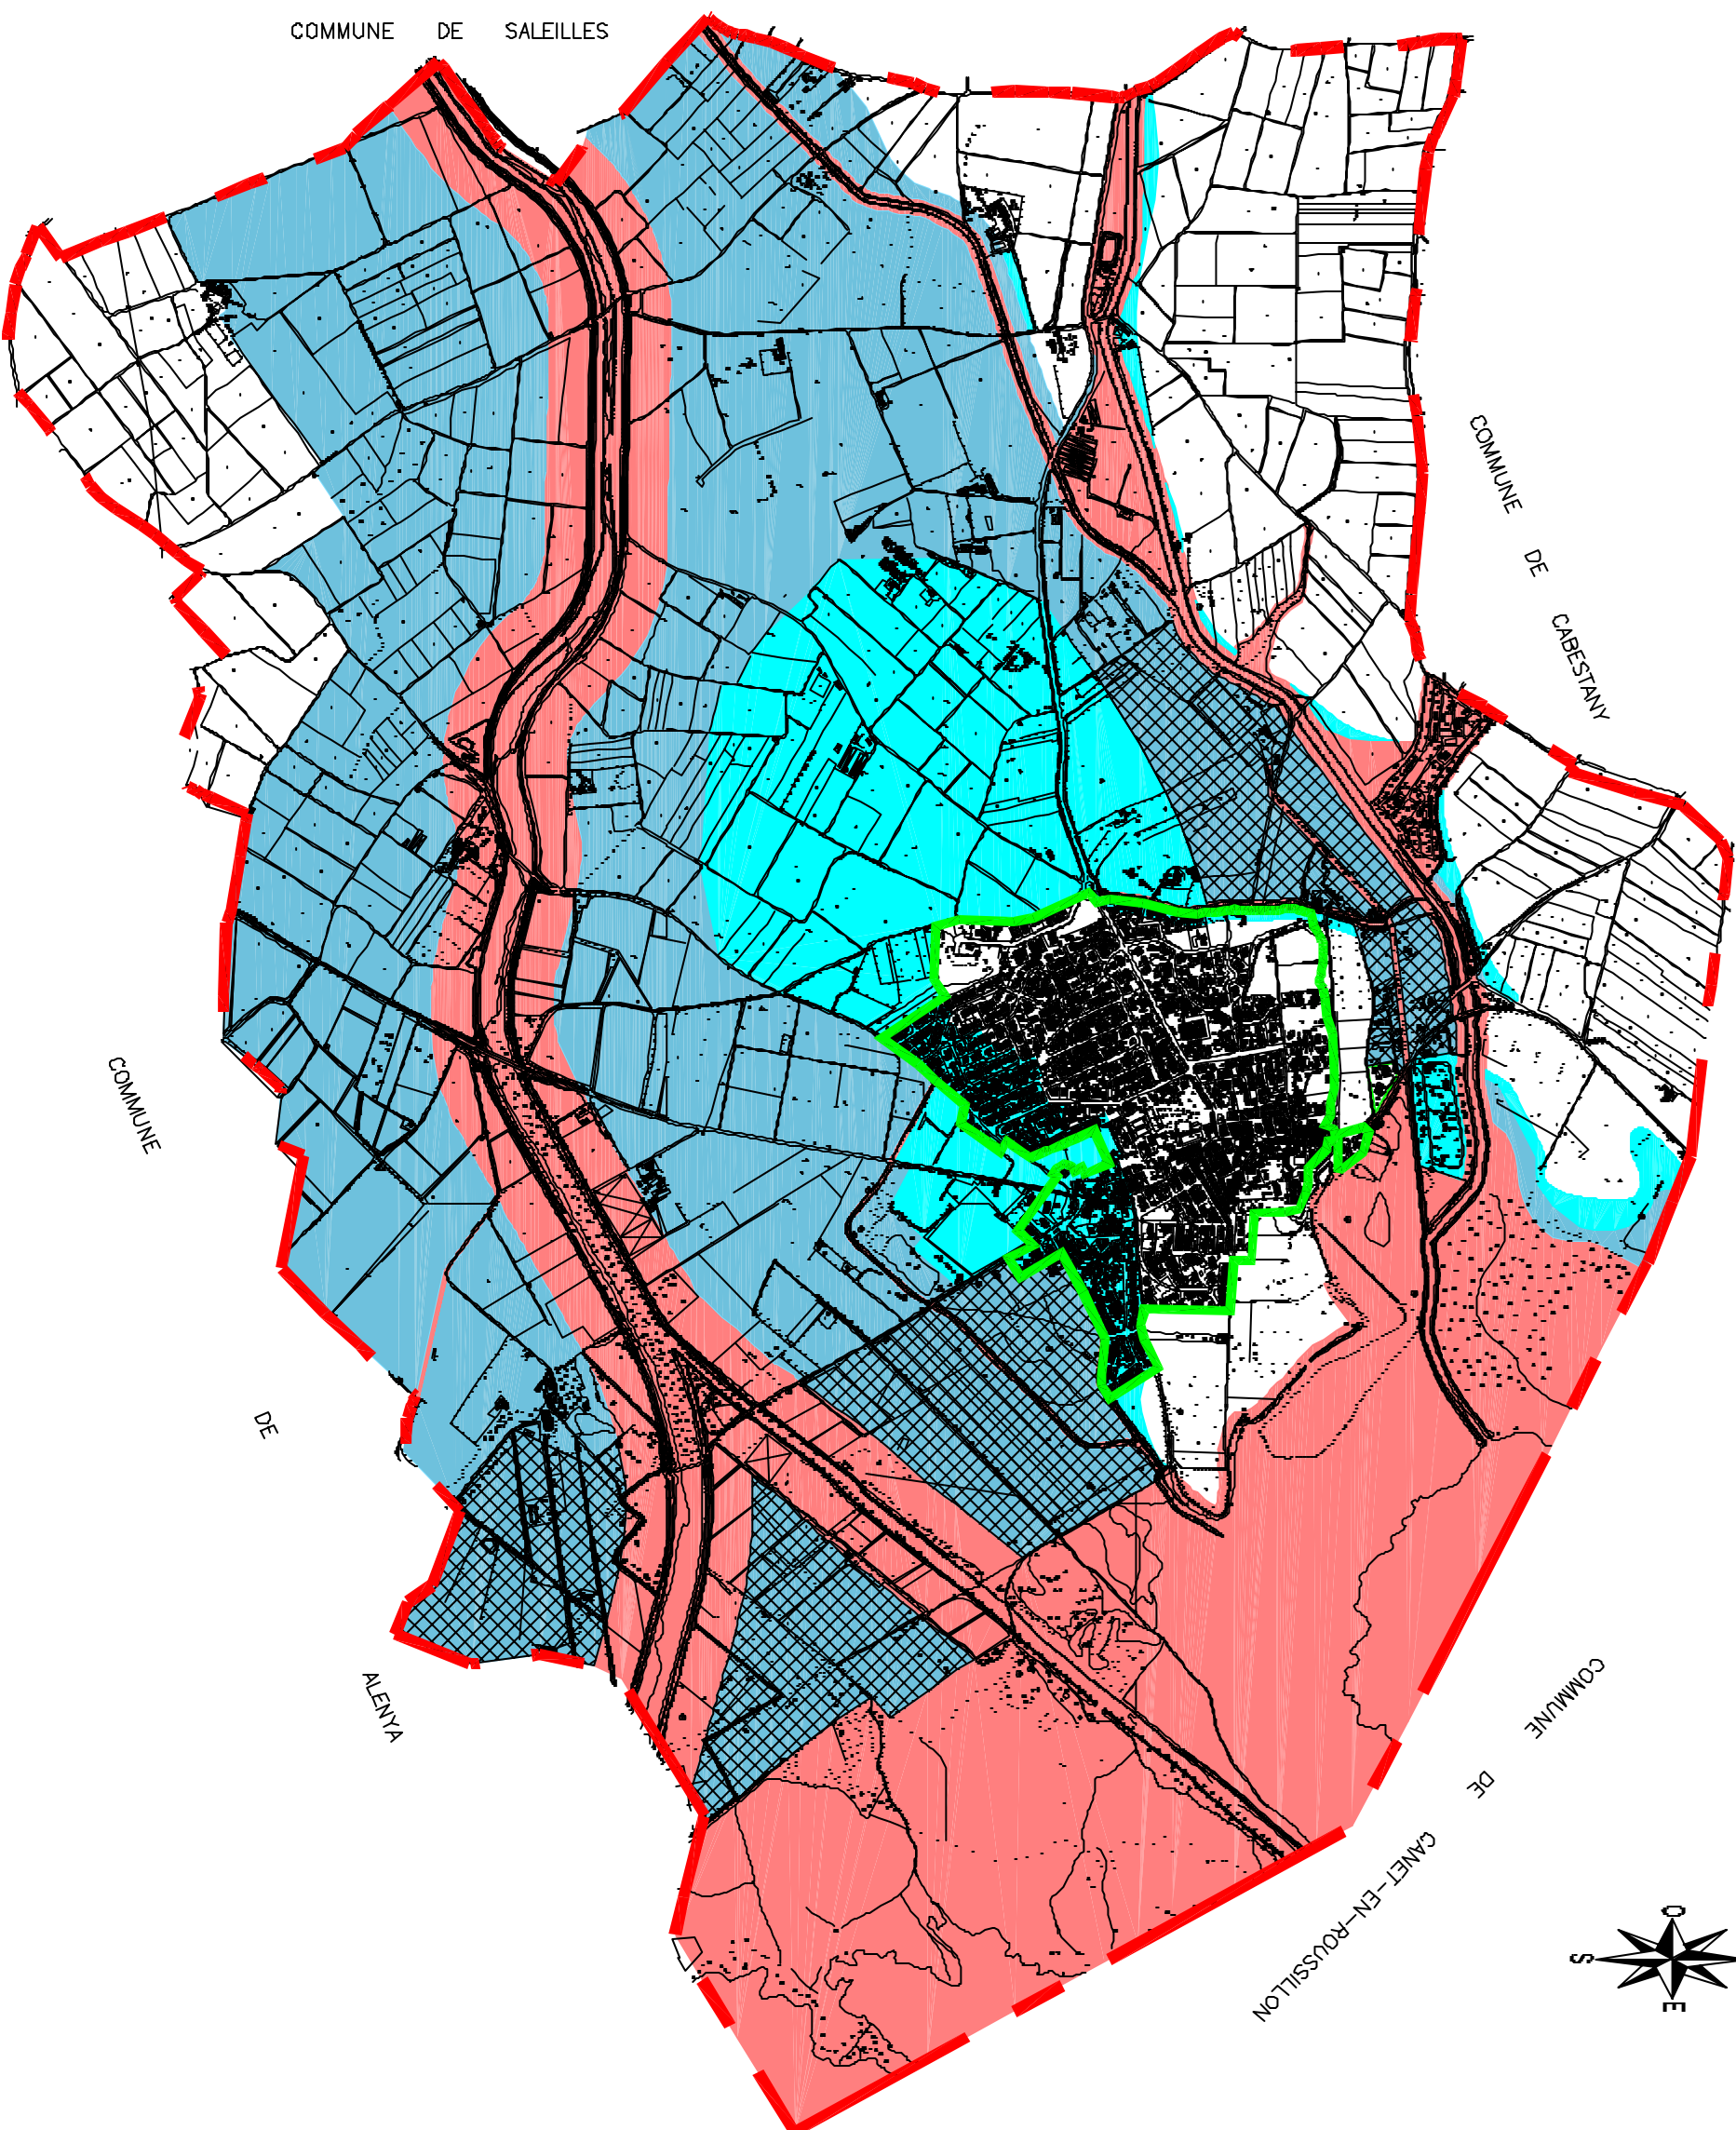 COMMUNE DE SALEILLES
COMMUNE DE CABESTANY
COMMUNE DE ALENYA
COMMUNE DE CANET-EN-ROUSSILLON
O
S
E